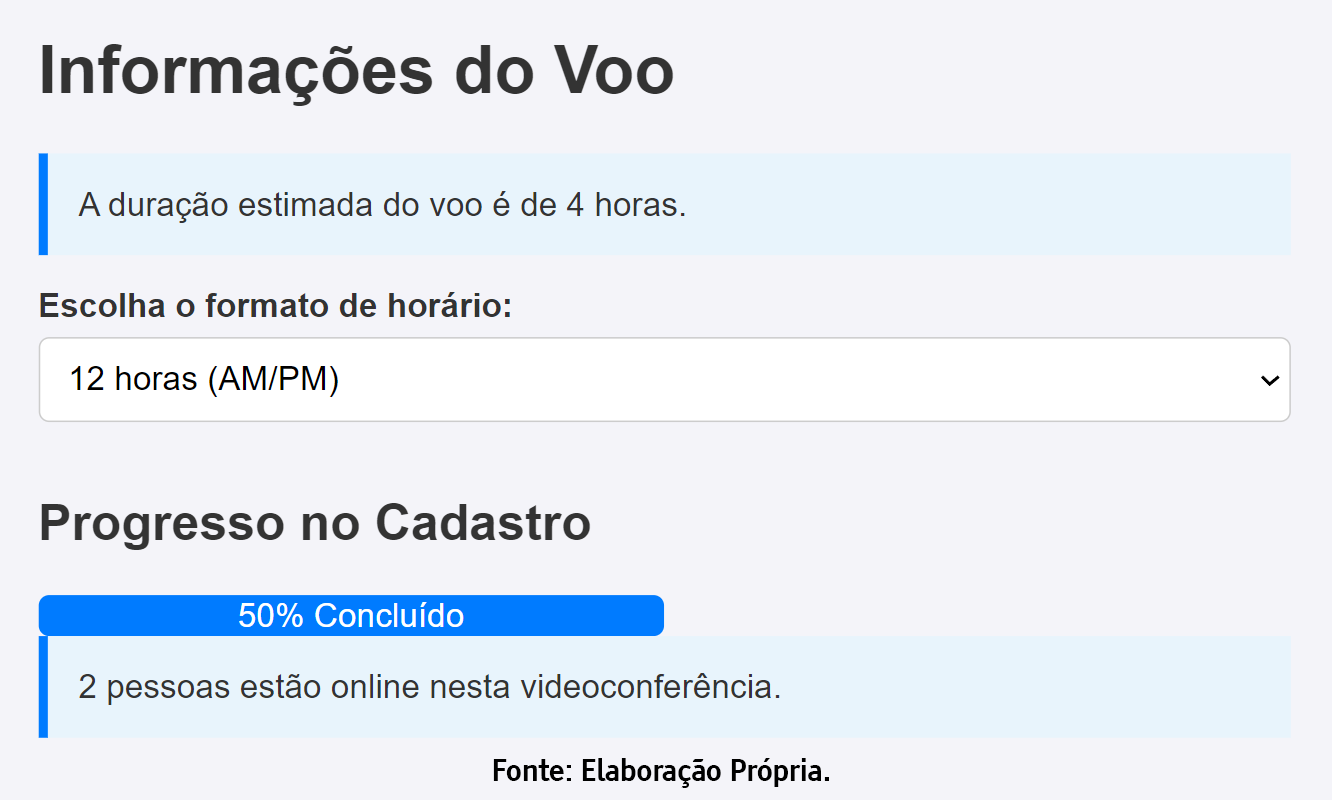 Informações do Voo
A duração estimada do voo é de 4 horas.
Escolha o formato de horário:
12 horas (AM/PM)
Progresso no Cadastro
50% Concluído
2 pessoas estão online nesta videoconferência.
Fonte: Elaboração Própria.